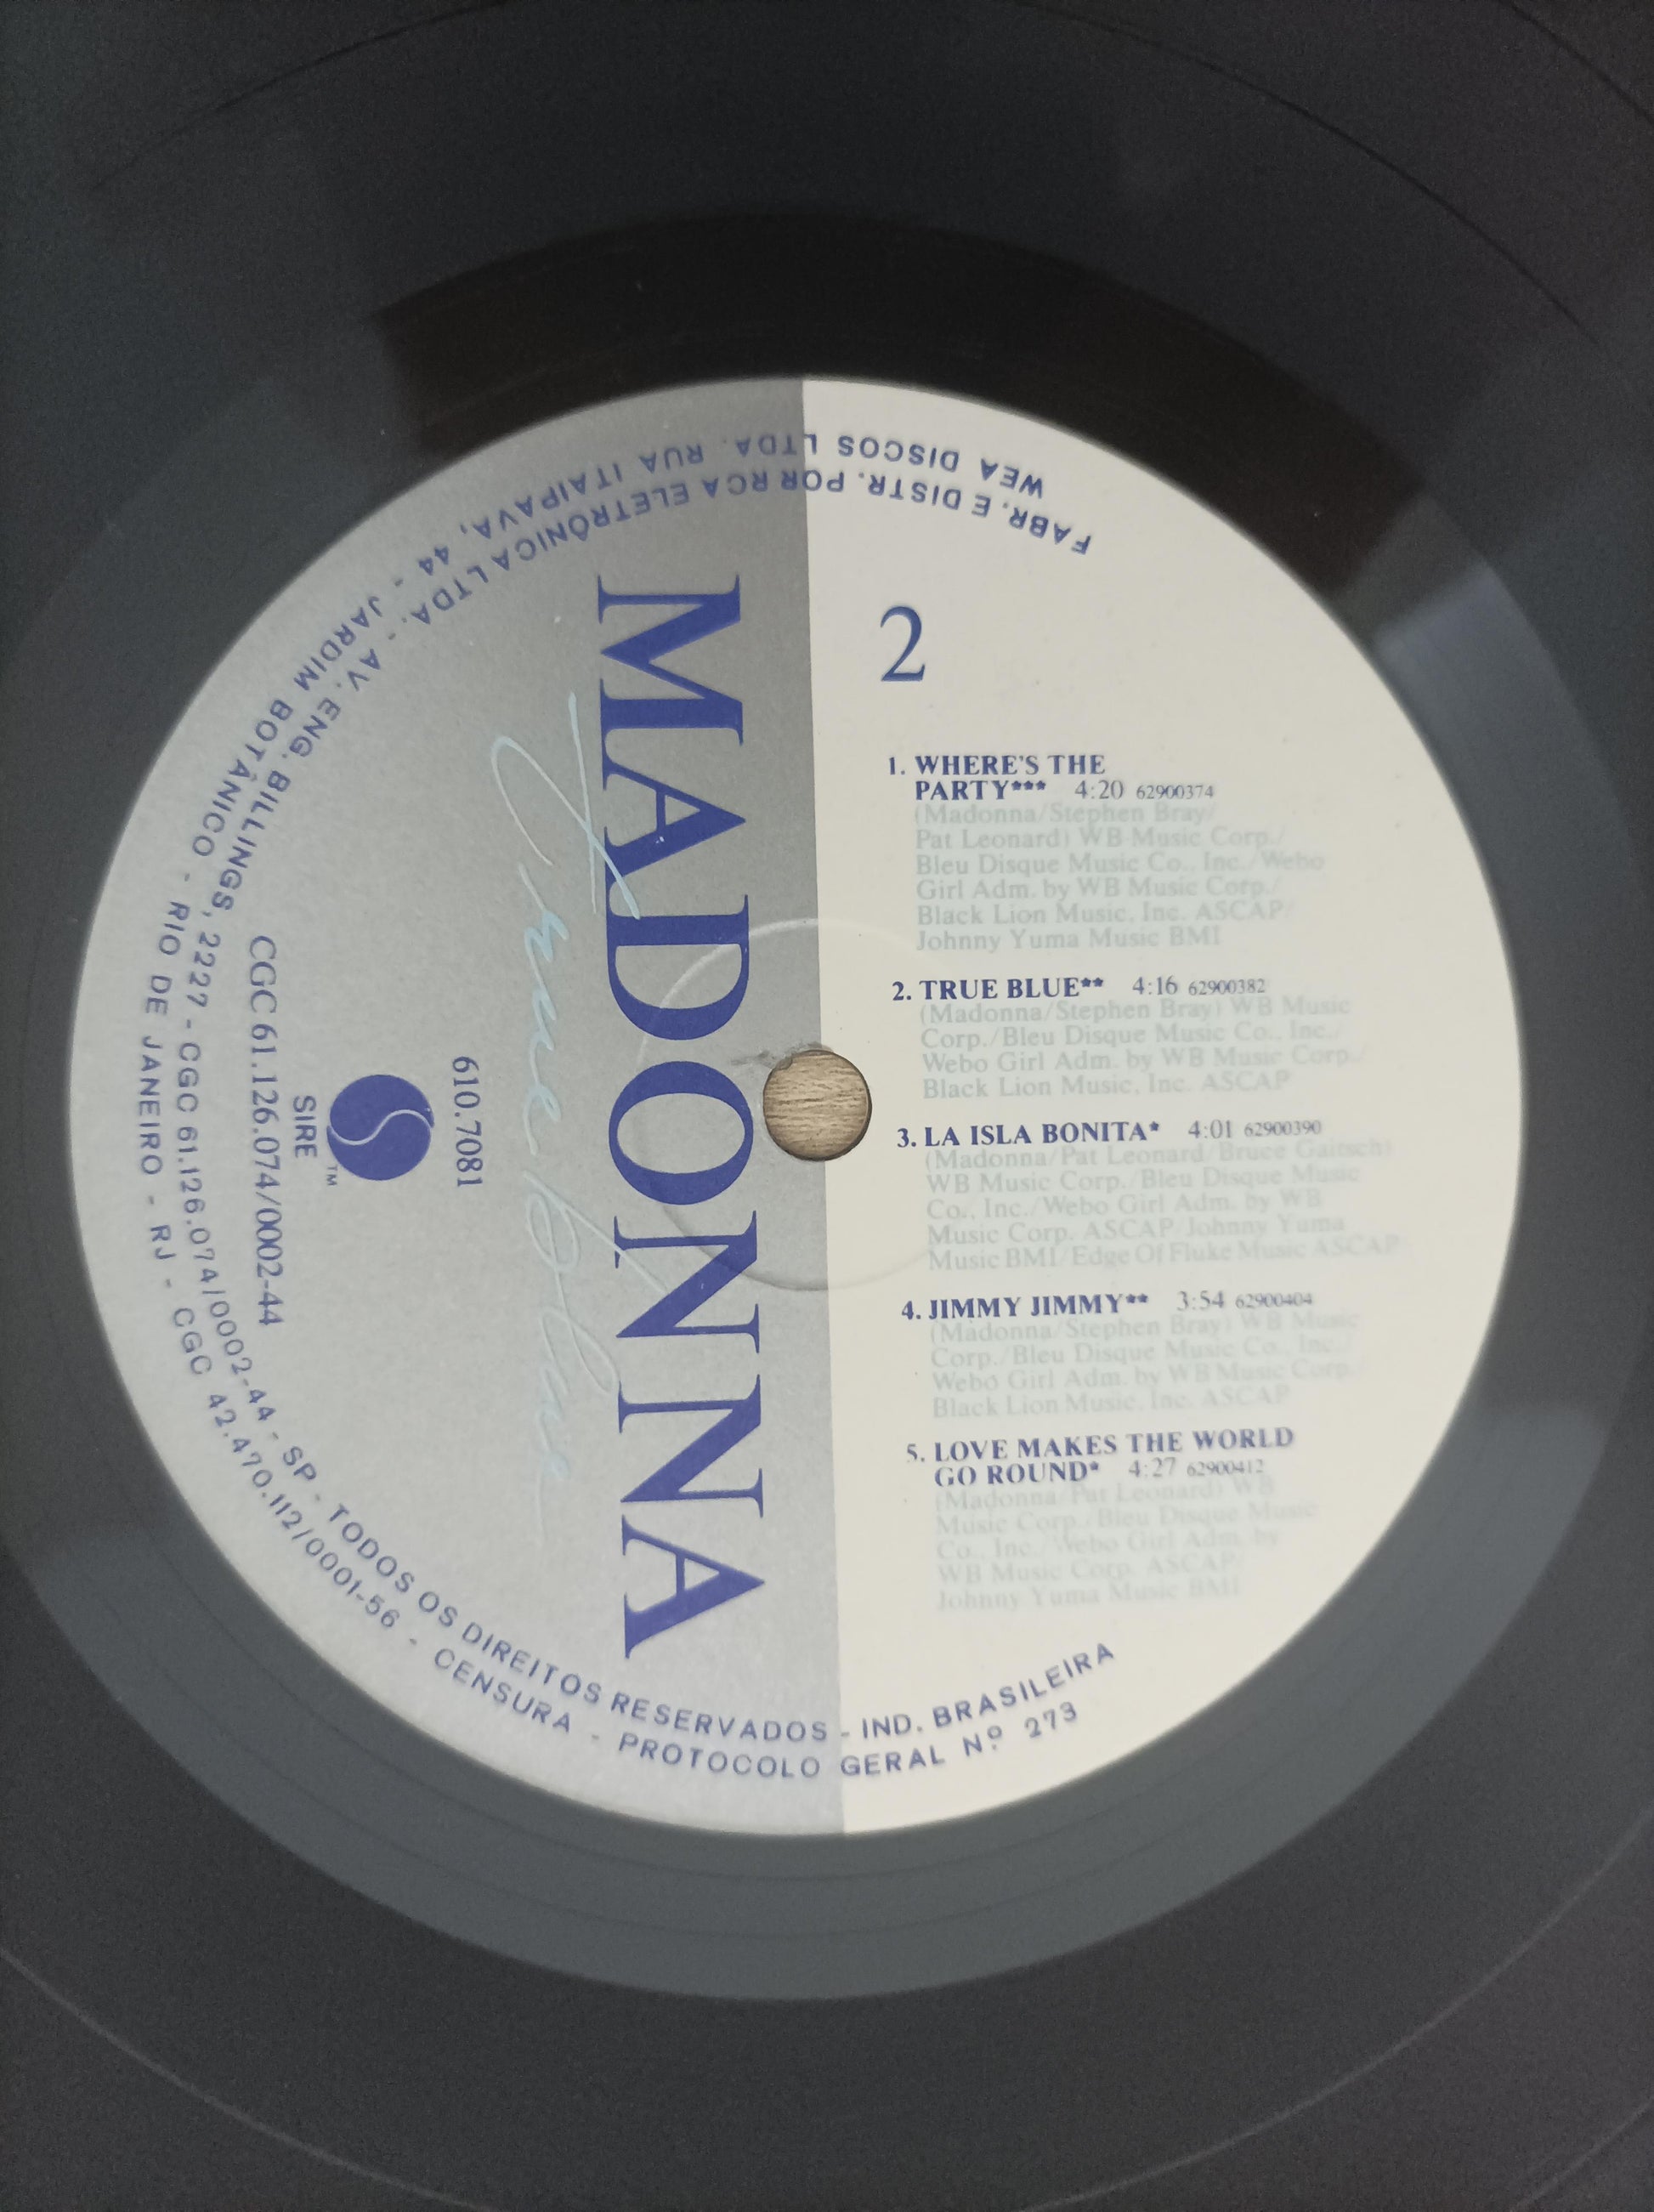 MADONNA
True Blue
610.7081
SIRE
TM
CGC 61.126.074/0002-44
2
1. WHERE'S THE
PARTY*** 4:20 62900374
(Madonna/Stephen Bray/
Pat Leonard) WB Music Corp./
Bleu Disque Music Co., Inc./Webo
Girl Adm. by WB Music Corp./
Black Lion Music, Inc. ASCAP/
Johnny Yuma Music BMI
2. TRUE BLUE** 4:16 62900382
(Madonna/Stephen Bray) WB Music
Corp./Bleu Disque Music Co., Inc./
Webo Girl Adm. by WB Music Corp./
Black Lion Music, Inc. ASCAP
3. LA ISLA BONITA* 4:01 62900390
(Madonna/Pat Leonard/Bruce Gaitsch)
WB Music Corp./Bleu Disque Music
Co., Inc./Webo Girl Adm. by WB
Music Corp. ASCAP/Johnny Yuma
Music BMI/Edge Of Fluke Music ASCAP
4. JIMMY JIMMY** 3:54 62900404
(Madonna/Stephen Bray) WB Music
Corp./Bleu Disque Music Co., Inc./
Webo Girl Adm. by WB Music Corp./
Black Lion Music, Inc. ASCAP
5. LOVE MAKES THE WORLD
GO ROUND* 4:27 62900412
(Madonna/Pat Leonard) WB
Music Corp./Bleu Disque Music
Co., Inc./Webo Girl Adm. by
WB Music Corp. ASCAP/
Johnny Yuma Music BMI
FABR. E DISTR. POR RCA ELETRÔNICA LTDA. - AV. ENG. BILLINGS, 2227 - CGC 61.126.074/0002-44 - SP - TODOS OS DIREITOS RESERVADOS - IND. BRASILEIRA
WEA DISCOS LTDA. RUA ITAIPAVA, 44 - JARDIM BOTÂNICO - RIO DE JANEIRO - RJ - CGC 42.470.112/0001-56 - CENSURA - PROTOCOLO GERAL Nº 273